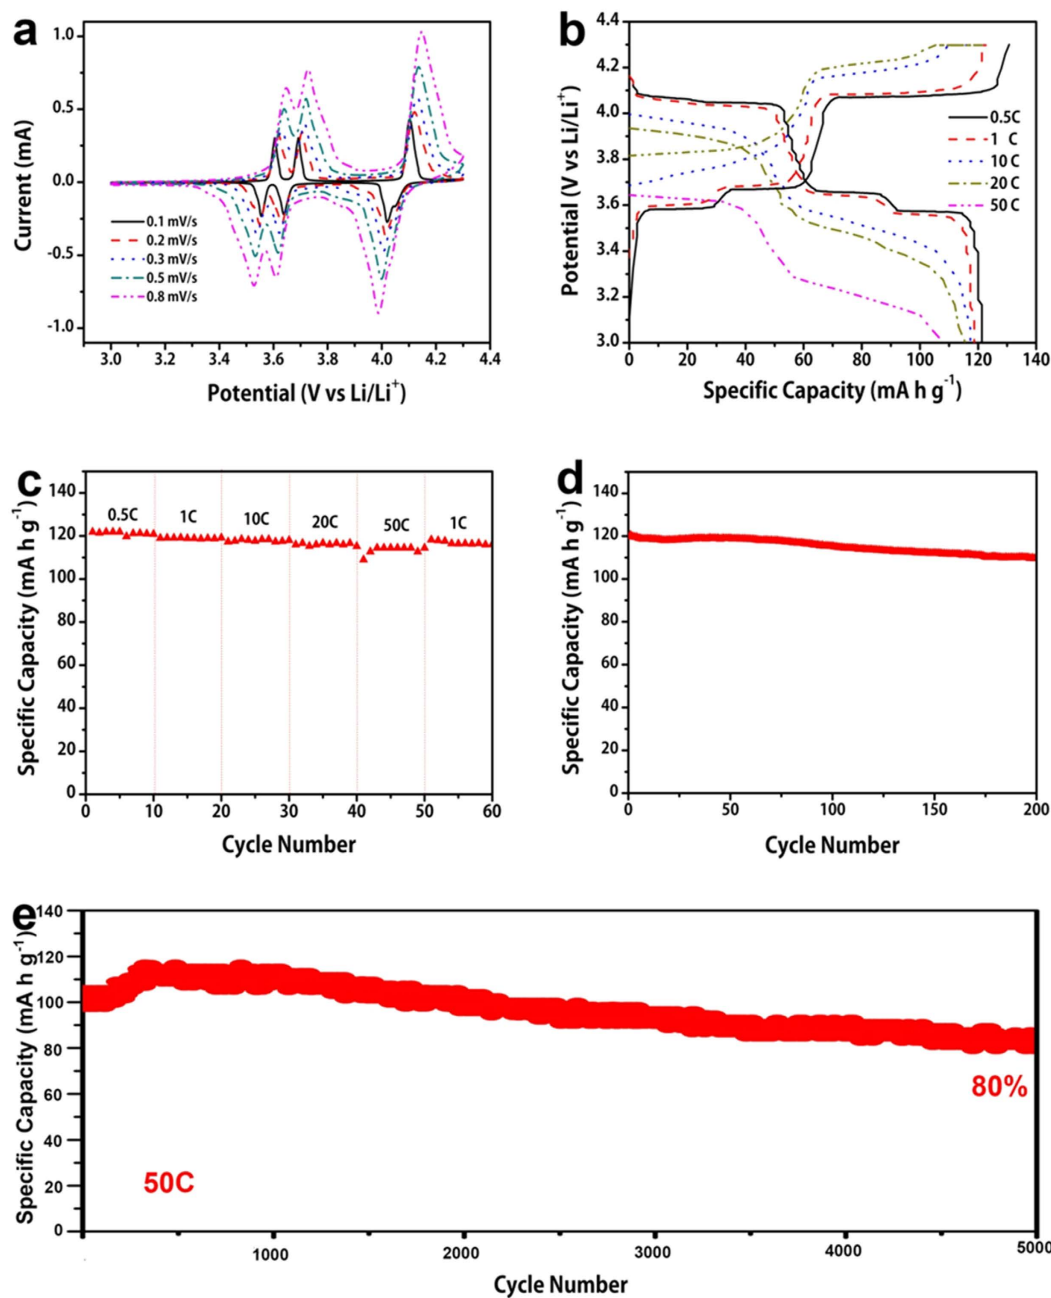 a
Current (mA)
1.0
0.5
0.0
-0.5
-1.0
0.1 mV/s
0.2 mV/s
0.3 mV/s
0.5 mV/s
0.8 mV/s
3.0 3.2 3.4 3.6 3.8 4.0 4.2 4.4
Potential (V vs Li/Li⁺)
b
Potential (V vs Li/Li⁺)
4.4
4.2
4.0
3.8
3.6
3.4
3.2
3.0
0.5C
1 C
10 C
20 C
50 C
0 20 40 60 80 100 120 140
Specific Capacity (mA h g⁻¹)
c
Specific Capacity (mA h g⁻¹)
140
120
100
80
60
40
20
0
0.5C 1C 10C 20C 50C 1C
0 10 20 30 40 50 60
Cycle Number
d
Specific Capacity (mA h g⁻¹)
140
120
100
80
60
40
20
0
0 50 100 150 200
Cycle Number
e
Specific Capacity (mA h g⁻¹)
140
120
100
80
60
40
20
0
80%
50C
1000 2000 3000 4000 5000
Cycle Number